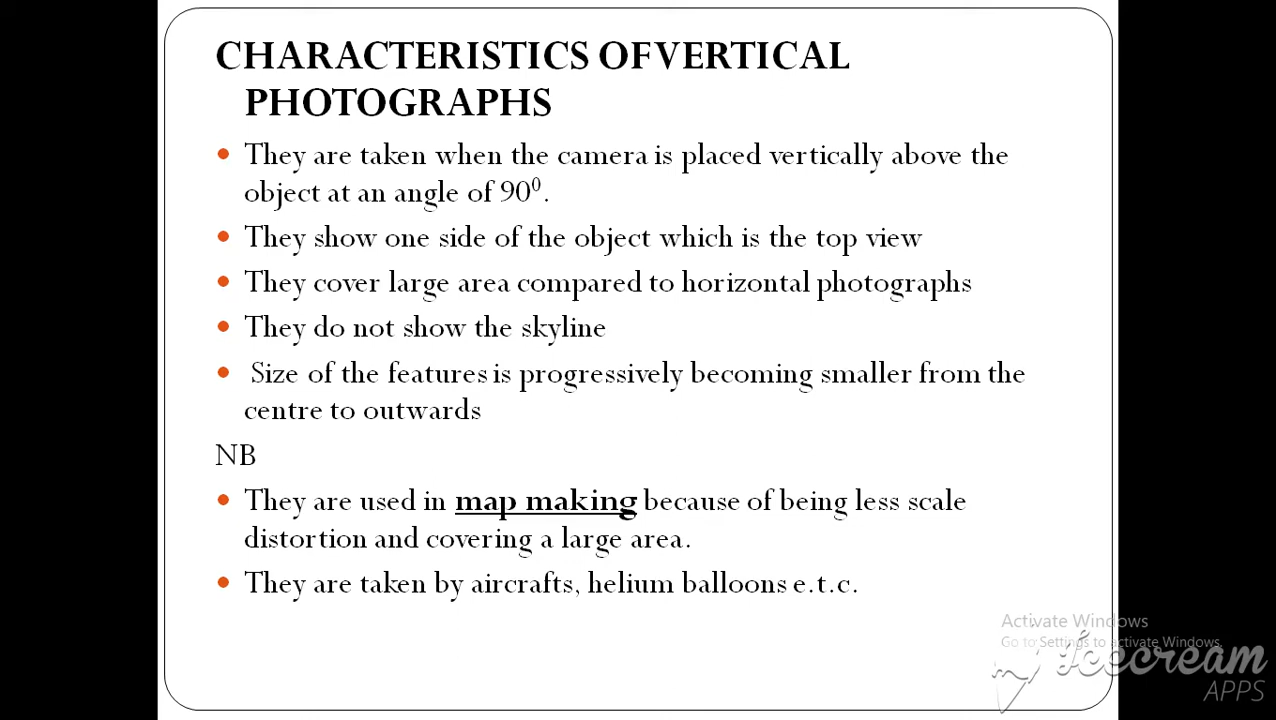 CHARACTERISTICS OF VERTICAL
PHOTOGRAPHS
They are taken when the camera is placed vertically above the
object at an angle of 90⁰.
They show one side of the object which is the top view
They cover large area compared to horizontal photographs
They do not show the skyline
Size of the features is progressively becoming smaller from the
centre to outwards
NB
They are used in map making because of being less scale
distortion and covering a large area.
They are taken by aircrafts, helium balloons e.t.c.
Activate Windows
Go to Settings to activate Windows.
Icecream
APPS